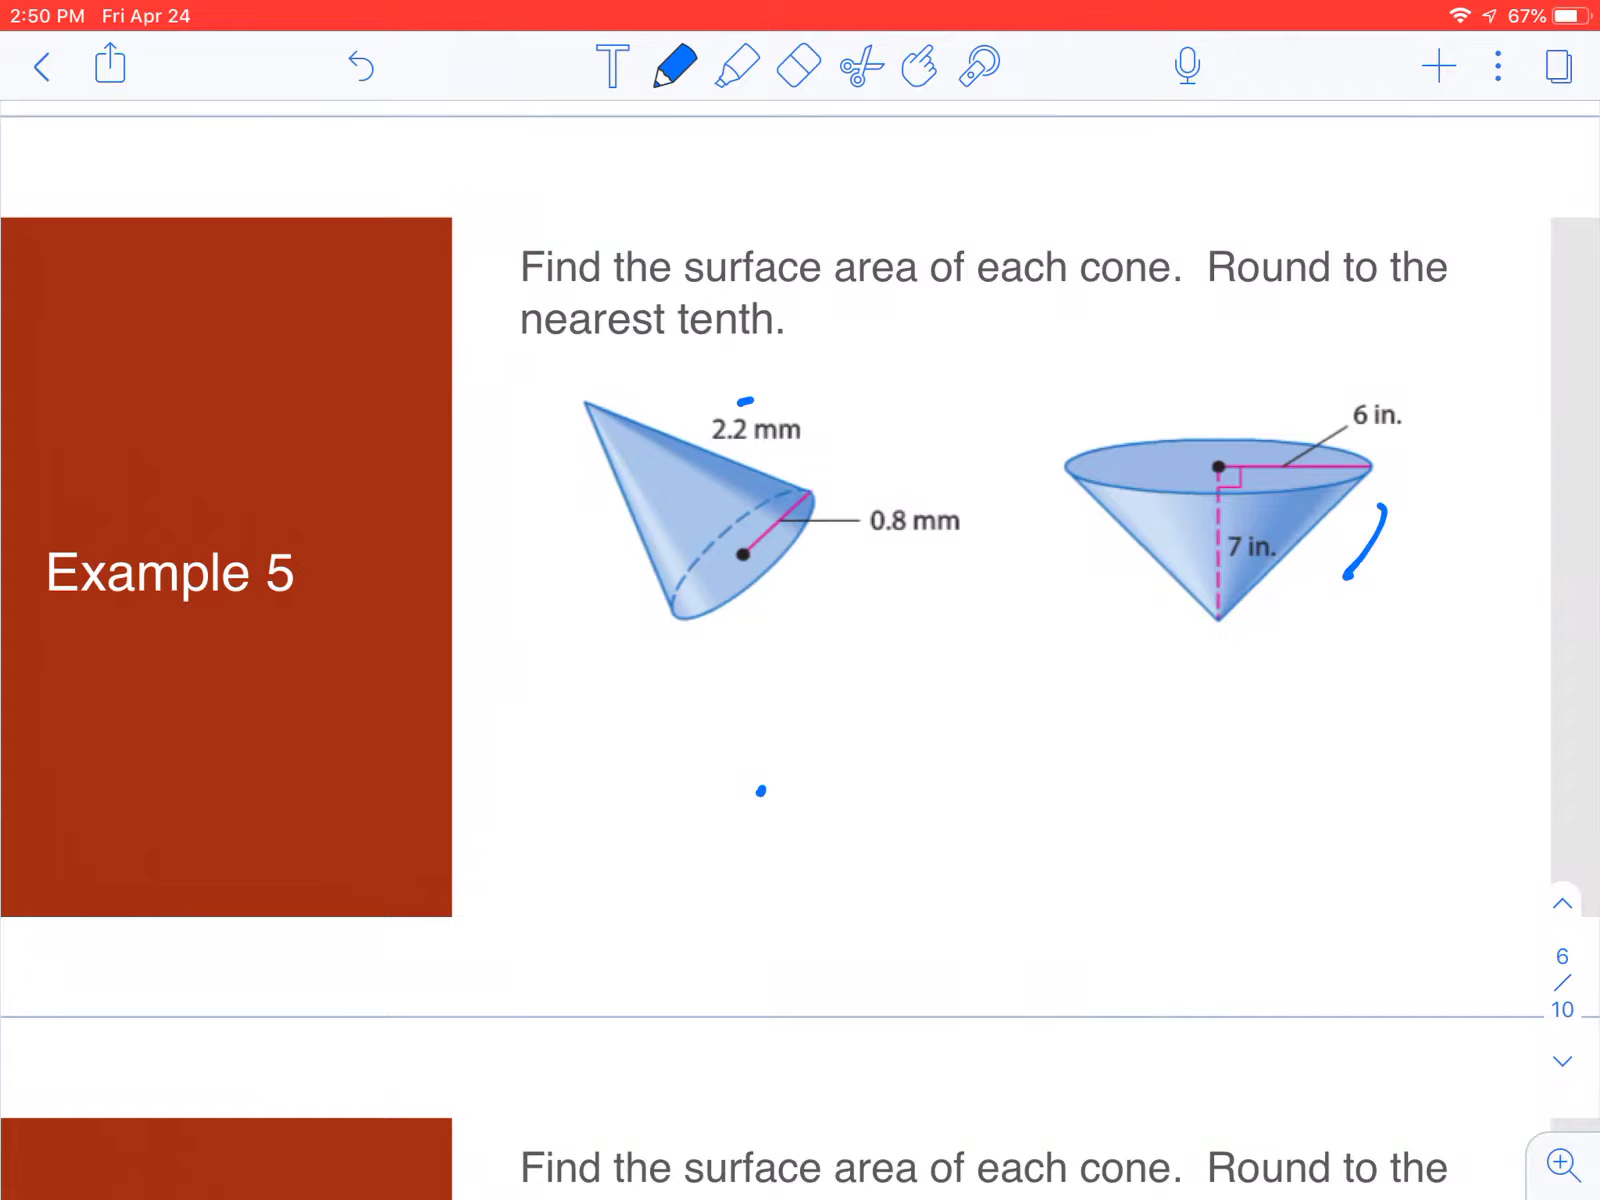 2:50 PM Fri Apr 24
67%
T
Find the surface area of each cone. Round to the
nearest tenth.
2.2 mm
6 in.
0.8 mm
7 in.
Example 5
6
/
10
Find the surface area of each cone. Round to the